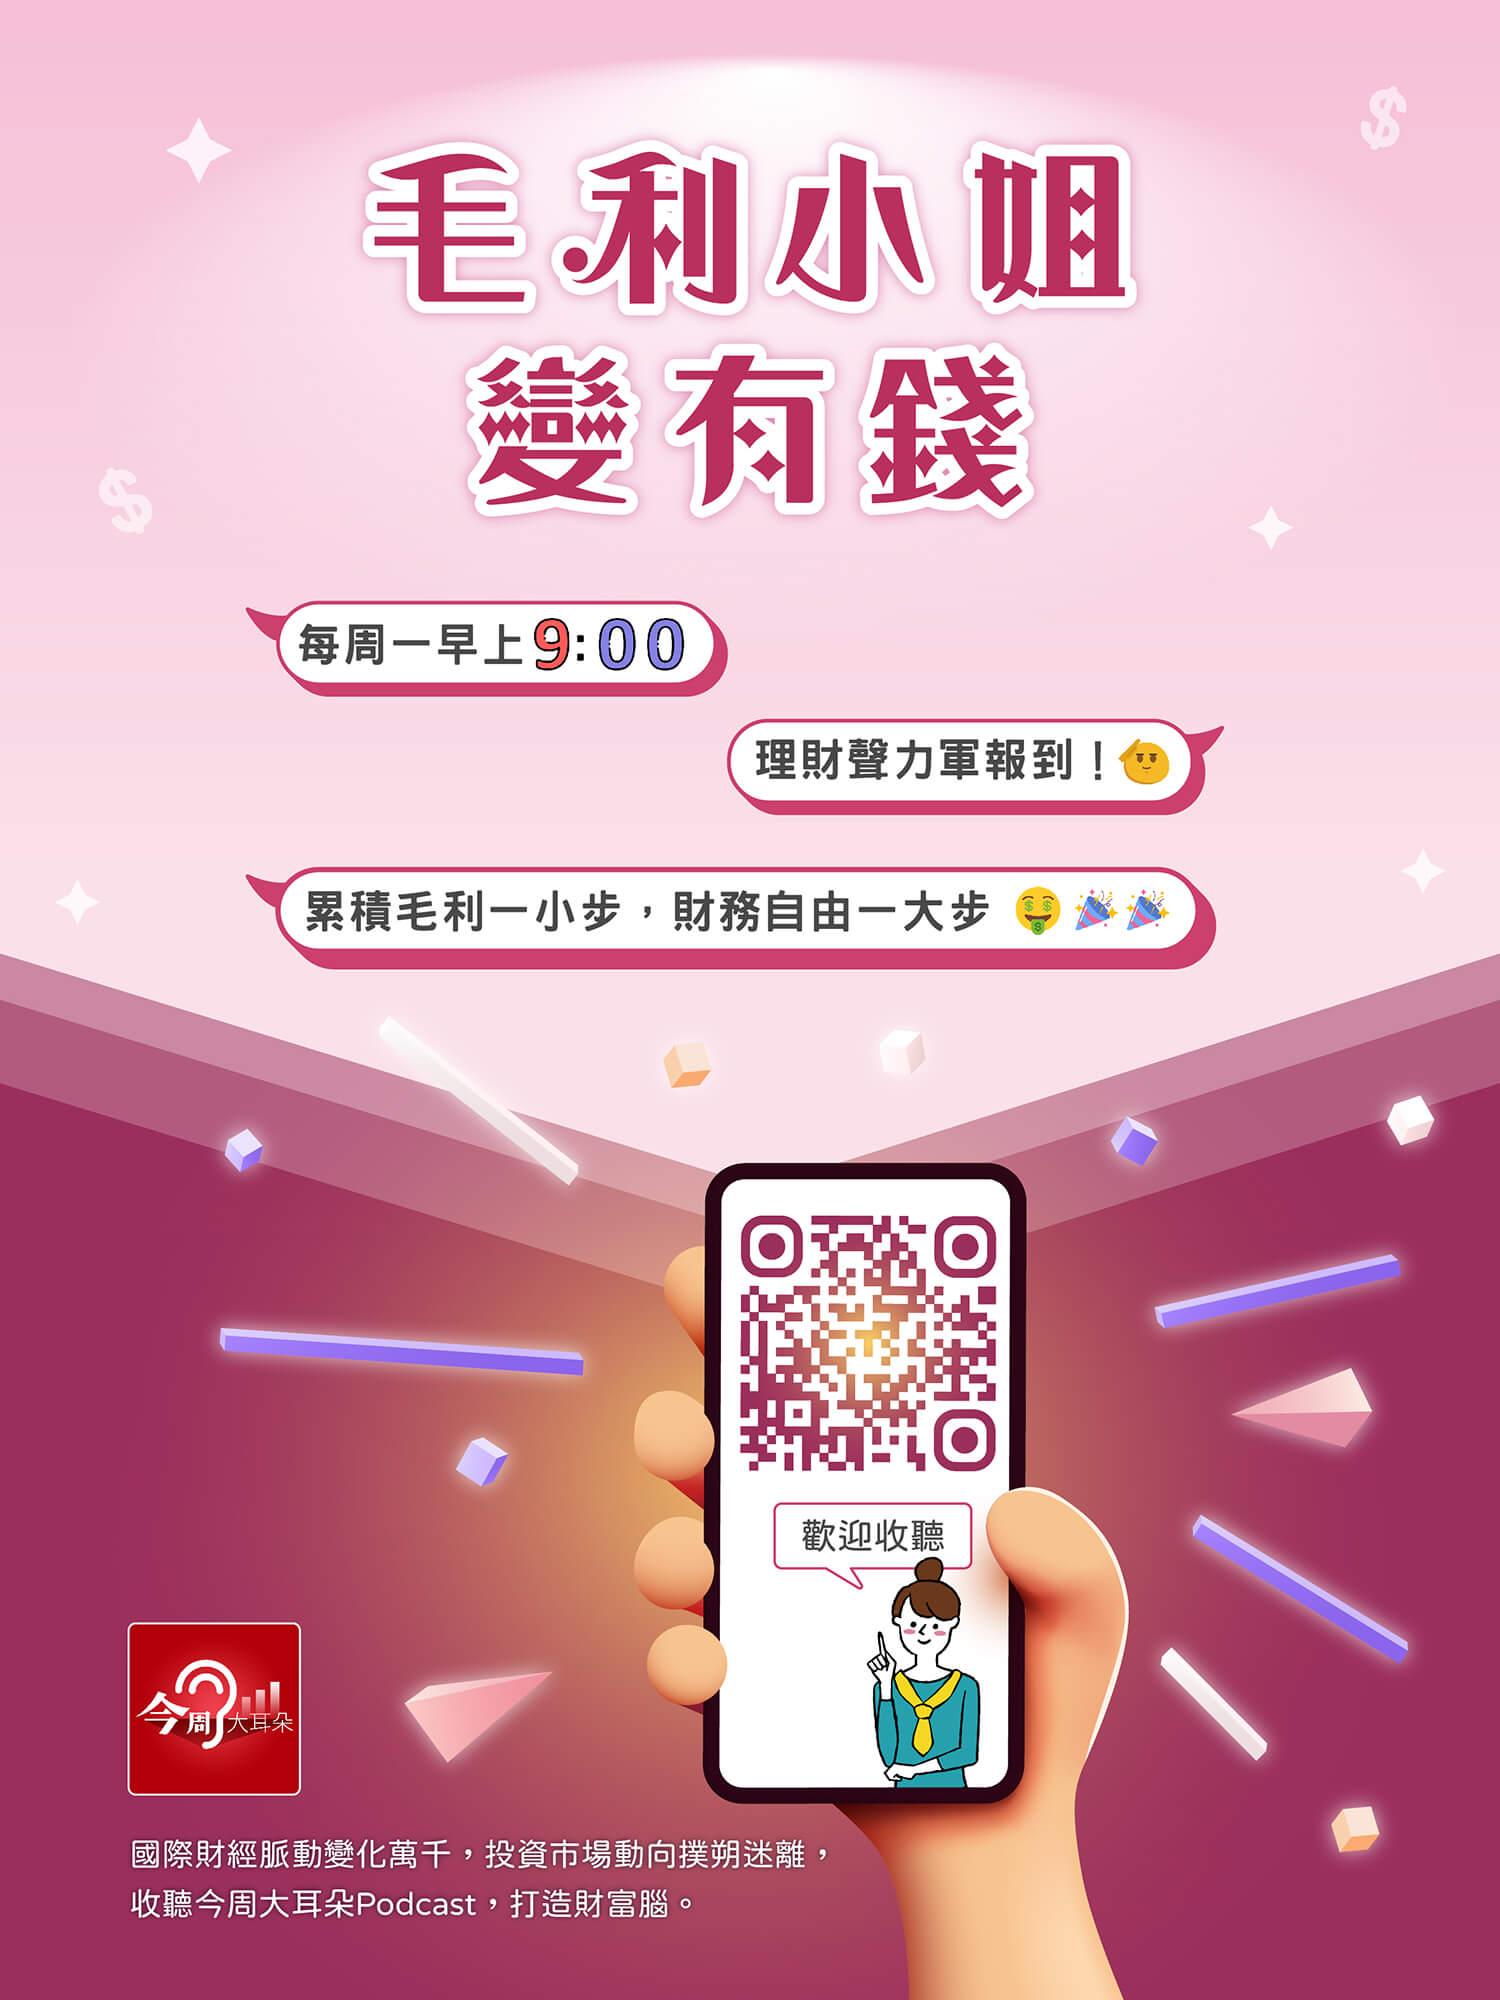 毛利小姐
變有錢
每周一早上9:00
理財聲力軍報到！
累積毛利一小步，財務自由一大步
歡迎收聽
今周大耳朵
國際財經脈動變化萬千，投資市場動向撲朔迷離，
收聽今周大耳朵Podcast，打造財富腦。